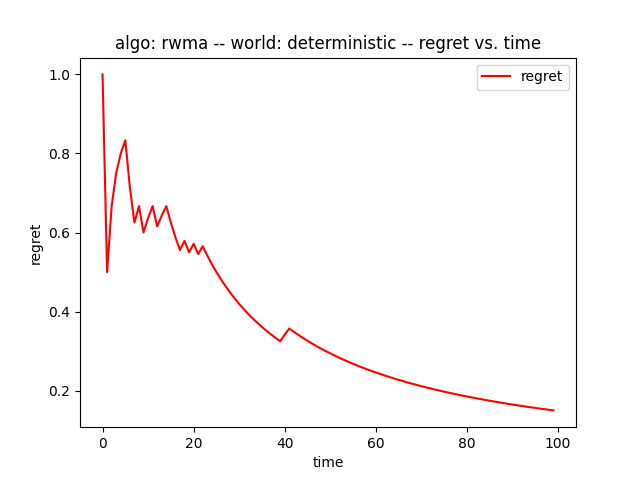 algo: rwma -- world: deterministic -- regret vs. time
regret
1.0
0.8
0.6
0.4
0.2
regret
0 20 40 60 80 100
time